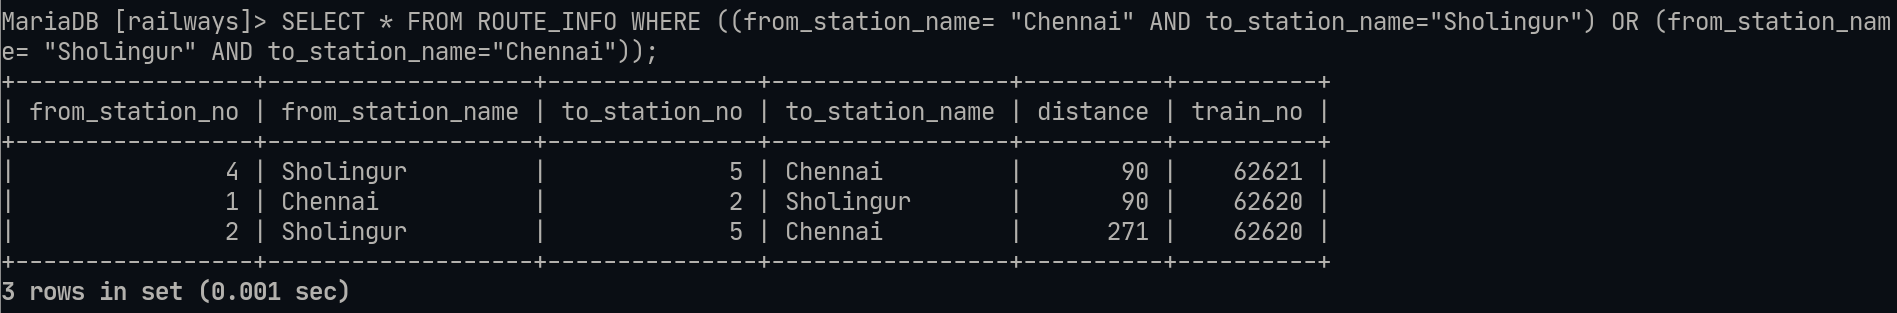 MariaDB [railways]> SELECT * FROM ROUTE_INFO WHERE ((from_station_name= "Chennai" AND to_station_name="Sholingur") OR (from_station_nam
e= "Sholingur" AND to_station_name="Chennai"));
+-----------------+-------------------+---------------+-----------------+----------+----------+
| from_station_no | from_station_name | to_station_no | to_station_name | distance | train_no |
+-----------------+-------------------+---------------+-----------------+----------+----------+
|               4 | Sholingur         |             5 | Chennai         |       90 |    62621 |
|               1 | Chennai           |             2 | Sholingur       |       90 |    62620 |
|               2 | Sholingur         |             5 | Chennai         |      271 |    62620 |
+-----------------+-------------------+---------------+-----------------+----------+----------+
3 rows in set (0.001 sec)